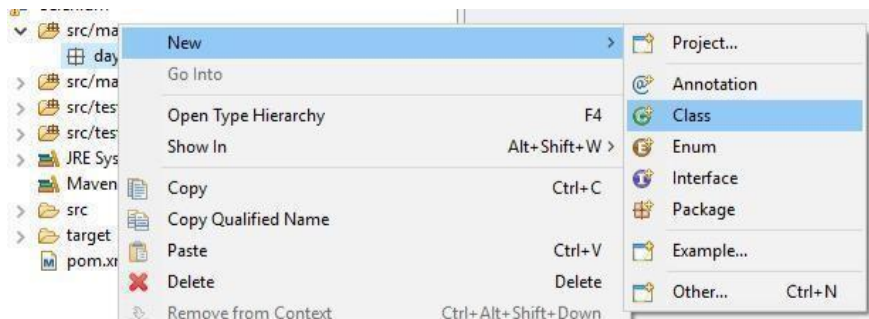 src/ma
day
src/ma
src/tes
src/tes
JRE Sys
Maven
src
target
pom.xr
New
Go Into
Open Type Hierarchy F4
Show In Alt+Shift+W >
Copy Ctrl+C
Copy Qualified Name
Paste Ctrl+V
Delete Delete
Remove from Context Ctrl+Alt+Shift+Down
Project...
Annotation
Class
Enum
Interface
Package
Example...
Other... Ctrl+N